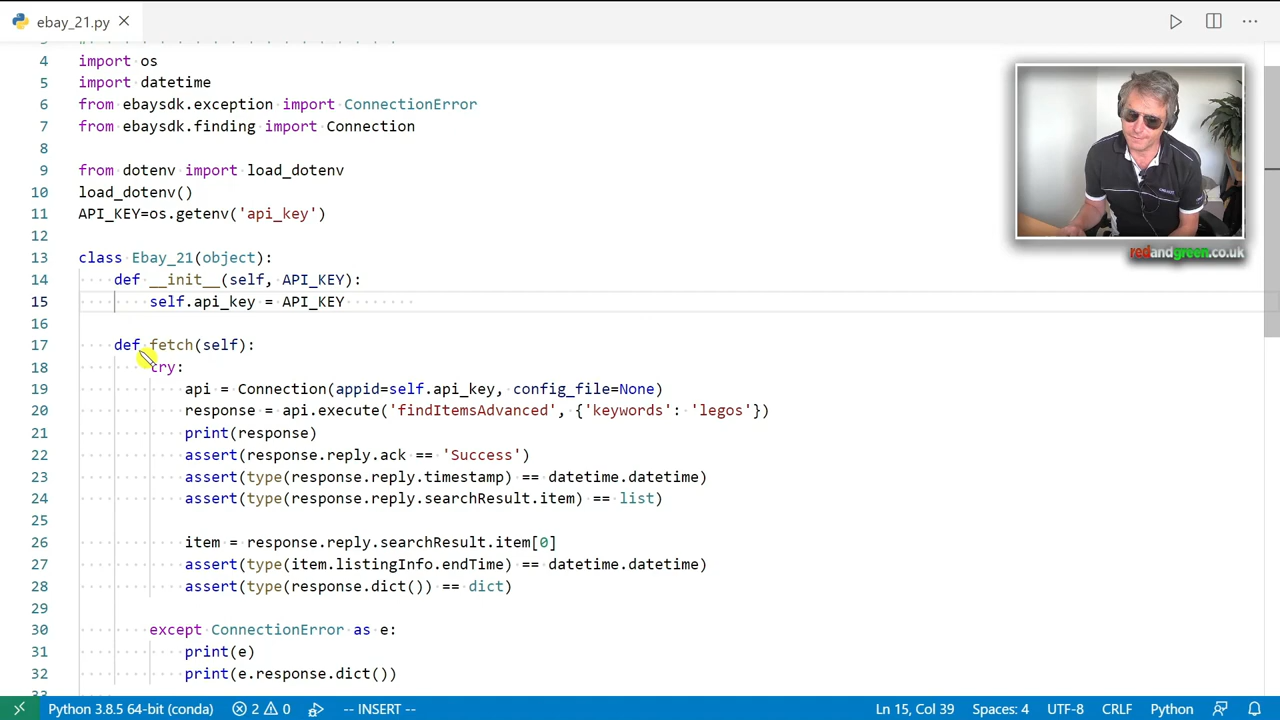 ebay_21.py
4 import os
5 import datetime
6 from ebaysdk.exception import ConnectionError
7 from ebaysdk.finding import Connection
8
9 from dotenv import load_dotenv
10 load_dotenv()
11 API_KEY=os.getenv('api_key')
12
13 class Ebay_21(object):
14 def __init__(self, API_KEY):
15 self.api_key = API_KEY
16
17 def fetch(self):
18 try:
19 api = Connection(appid=self.api_key, config_file=None)
20 response = api.execute('findItemsAdvanced', {'keywords': 'legos'})
21 print(response)
22 assert(response.reply.ack == 'Success')
23 assert(type(response.reply.timestamp) == datetime.datetime)
24 assert(type(response.reply.searchResult.item) == list)
25
26 item = response.reply.searchResult.item[0]
27 assert(type(item.listingInfo.endTime) == datetime.datetime)
28 assert(type(response.dict()) == dict)
29
30 except ConnectionError as e:
31 print(e)
32 print(e.response.dict())
redandgreen.co.uk
Python 3.8.5 64-bit (conda) 2 0 -- INSERT -- Ln 15, Col 39 Spaces: 4 UTF-8 CRLF Python